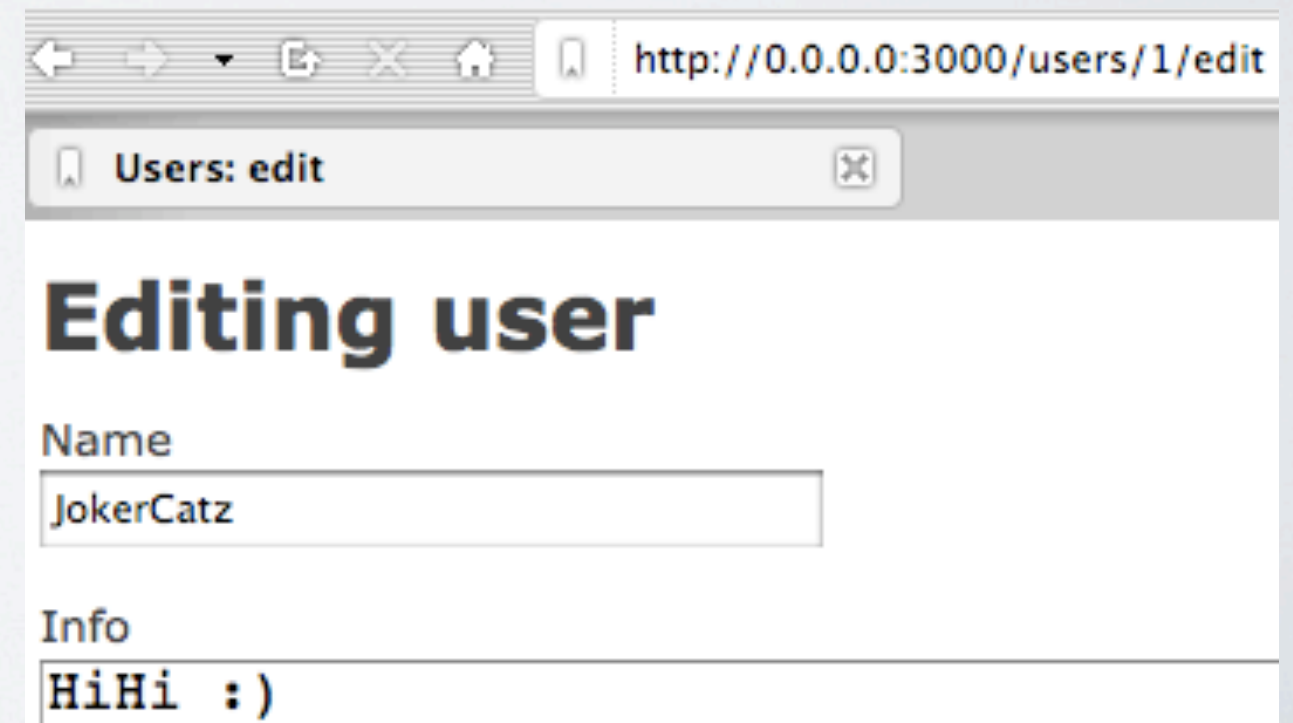 http://0.0.0.0:3000/users/1/edit
Users: edit
Editing user
Name
JokerCatz
Info
HiHi :)